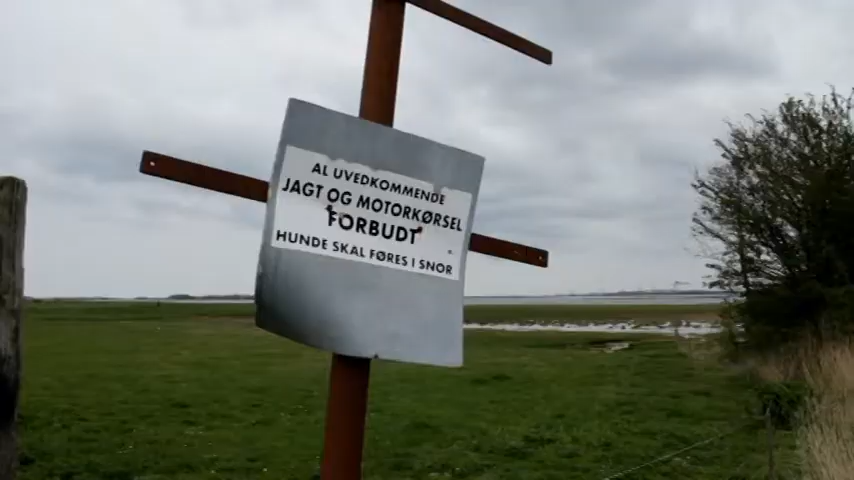 AL UVEDKOMMENDE
JAGT OG MOTORKØRSEL
FORBUDT
HUNDE SKAL FØRES I SNOR